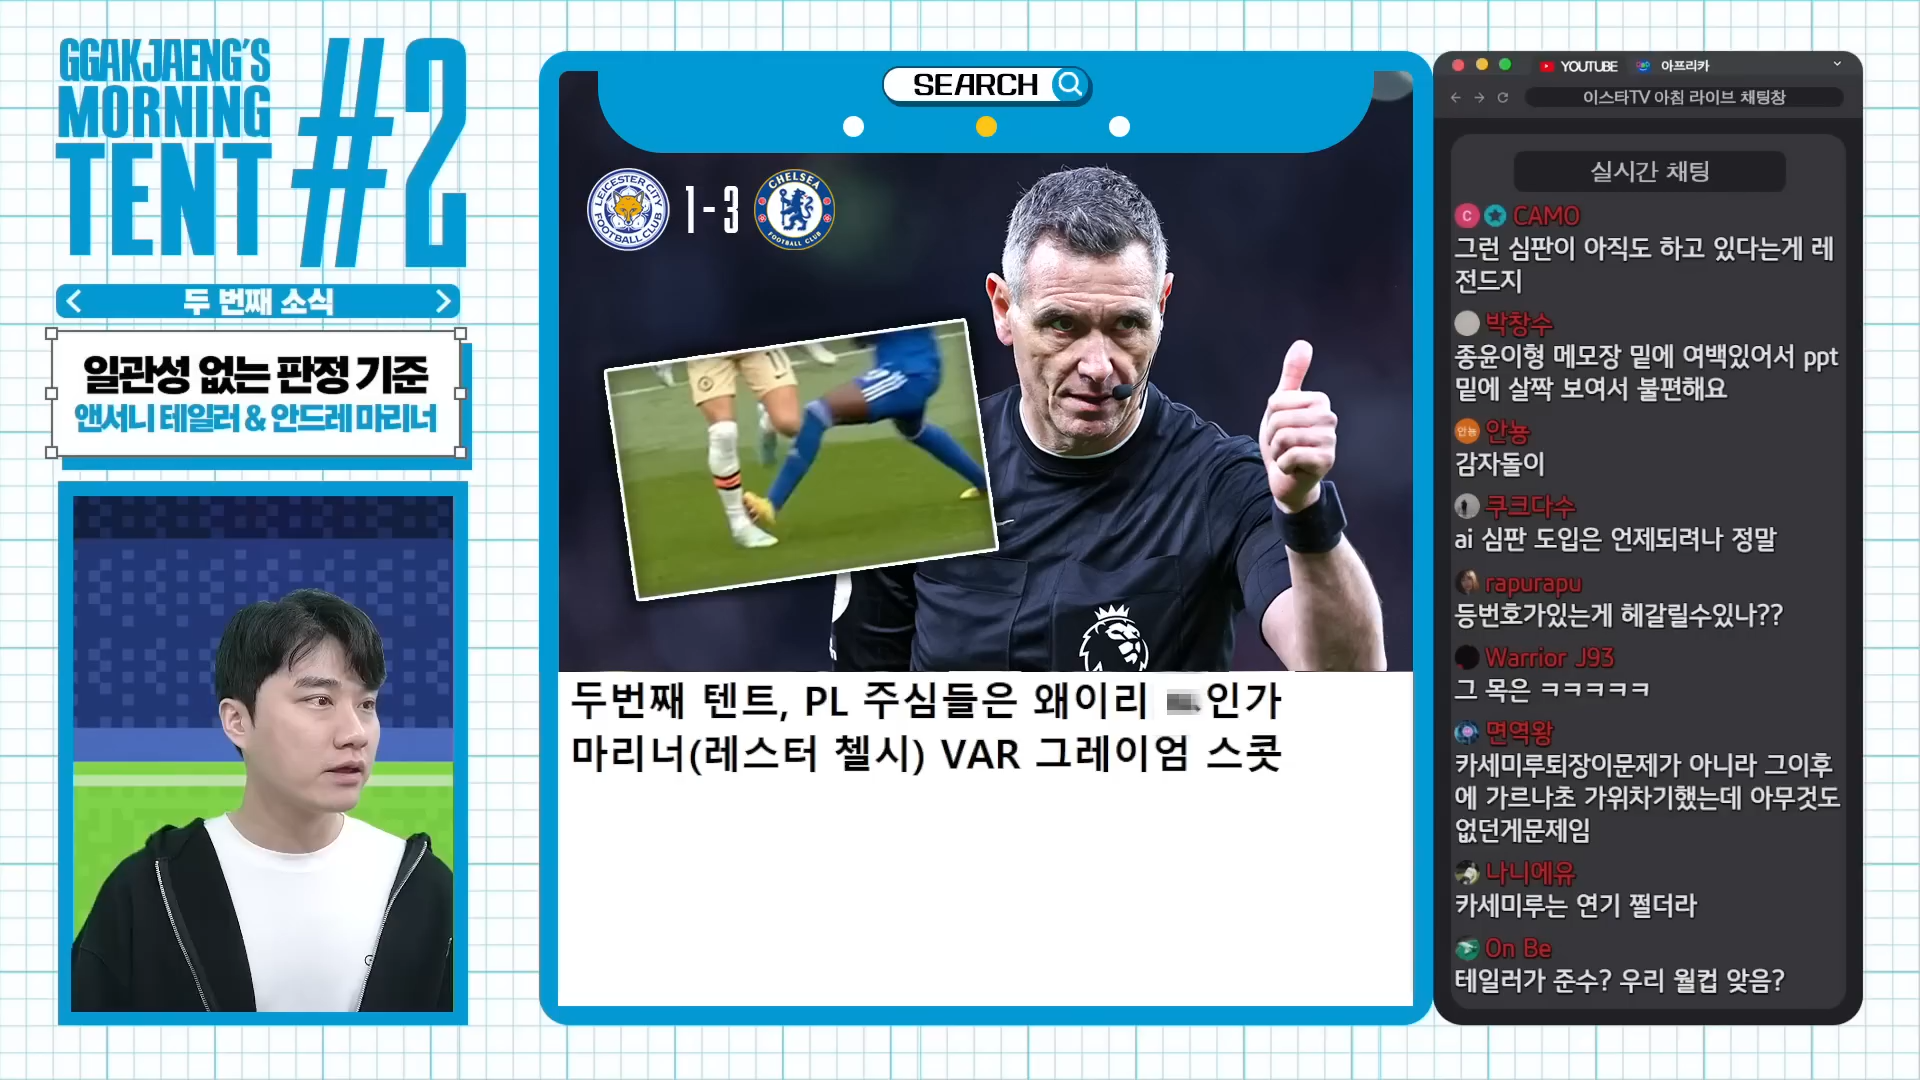 GGAKJAENG'S
MORNING
TENT
#2
두 번째 소식
일관성 없는 판정 기준
앤서니 테일러 & 안드레 마리너
SEARCH
LEICESTER CITY
FOOTBALL CLUB
1-3
CHELSEA
FOOTBALL CLUB
두번째 텐트, PL 주심들은 왜이리 인가
마리너(레스터 첼시) VAR 그레이엄 스콧
YOUTUBE
아프리카
이스타TV 아침 라이브 채팅창
실시간 채팅
C
CAMO
그런 심판이 아직도 하고 있다는게 레
전드지
박창수
종윤이형 메모장 밑에 여백있어서 ppt
밑에 살짝 보여서 불편해요
안뇽
안뇽
감자돌이
쿠크다수
ai 심판 도입은 언제되려나 정말
rapurapu
등번호가있는게 헤갈릴수있나??
Warrior J93
그 목은 ㅋㅋㅋㅋㅋ
면역왕
카세미루퇴장이문제가 아니라 그이후
에 가르나초 가위차기했는데 아무것도
없던게문제임
나니에유
카세미루는 연기 쩔더라
On Be
테일러가 준수? 우리 월컵 앚음?